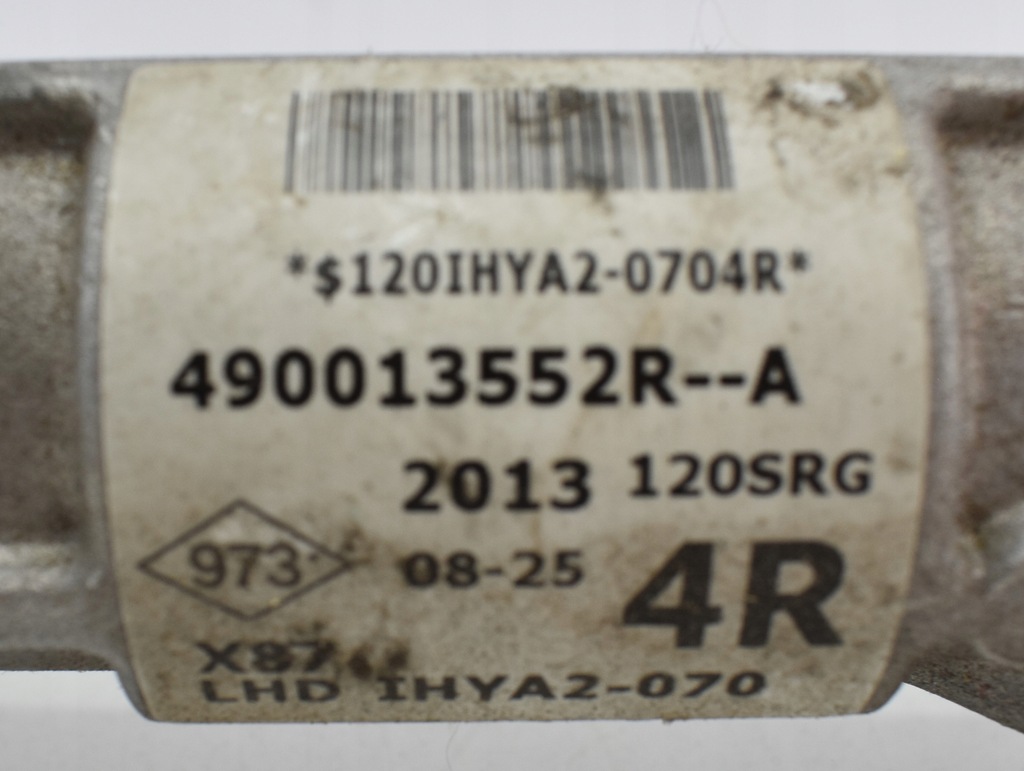 *$120IHYA2-0704R*
490013552R--A
2013 120SRG
973 08-25 4R
X87
LHD IHYA2-070